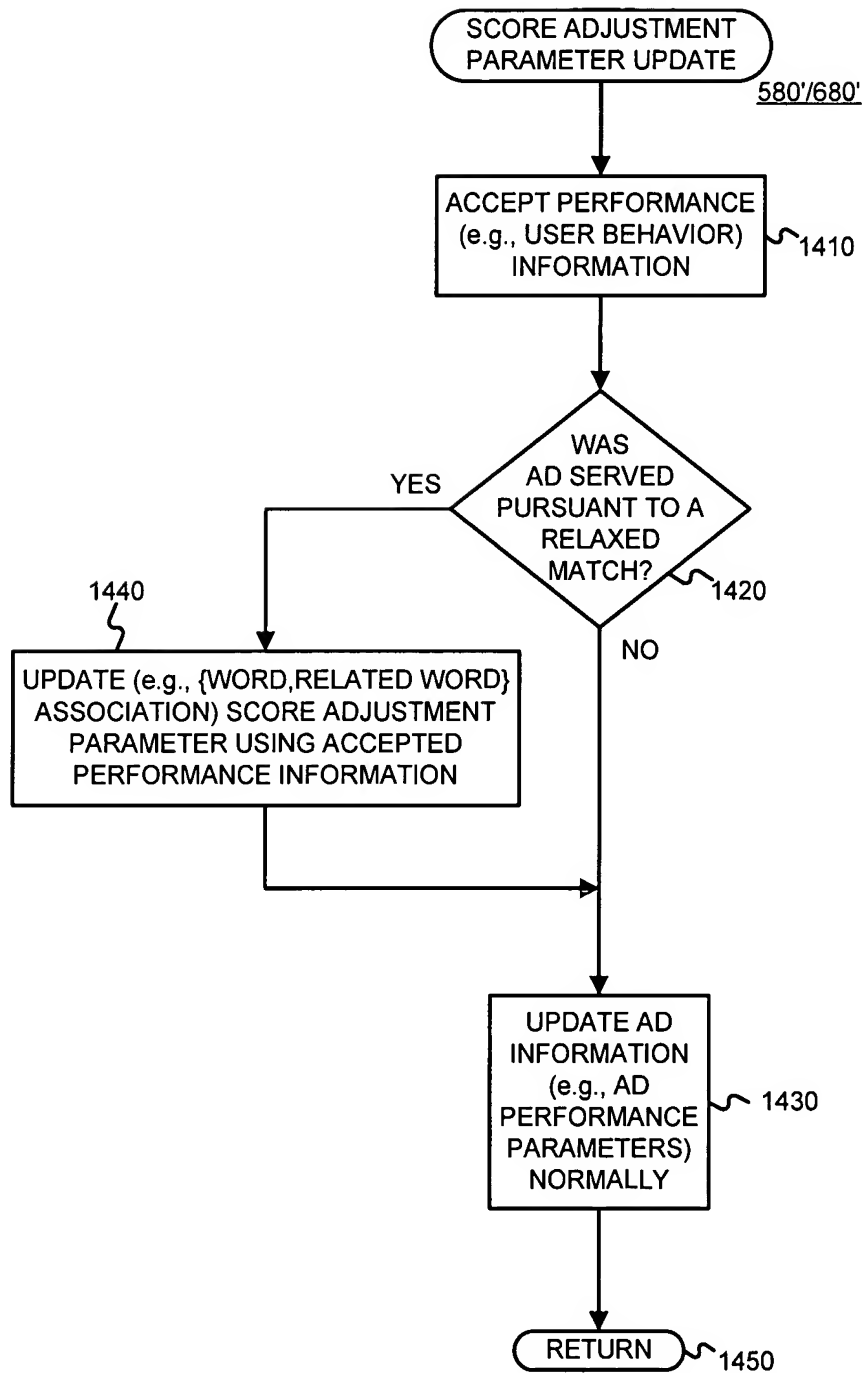 SCORE ADJUSTMENT
PARAMETER UPDATE
580'/680'
ACCEPT PERFORMANCE
(e.g., USER BEHAVIOR)
INFORMATION
1410
WAS
AD SERVED
PURSUANT TO A
RELAXED
MATCH?
YES
1420
NO
1440
UPDATE (e.g., {WORD,RELATED WORD}
ASSOCIATION) SCORE ADJUSTMENT
PARAMETER USING ACCEPTED
PERFORMANCE INFORMATION
UPDATE AD
INFORMATION
(e.g., AD
PERFORMANCE
PARAMETERS)
NORMALLY
1430
RETURN
1450